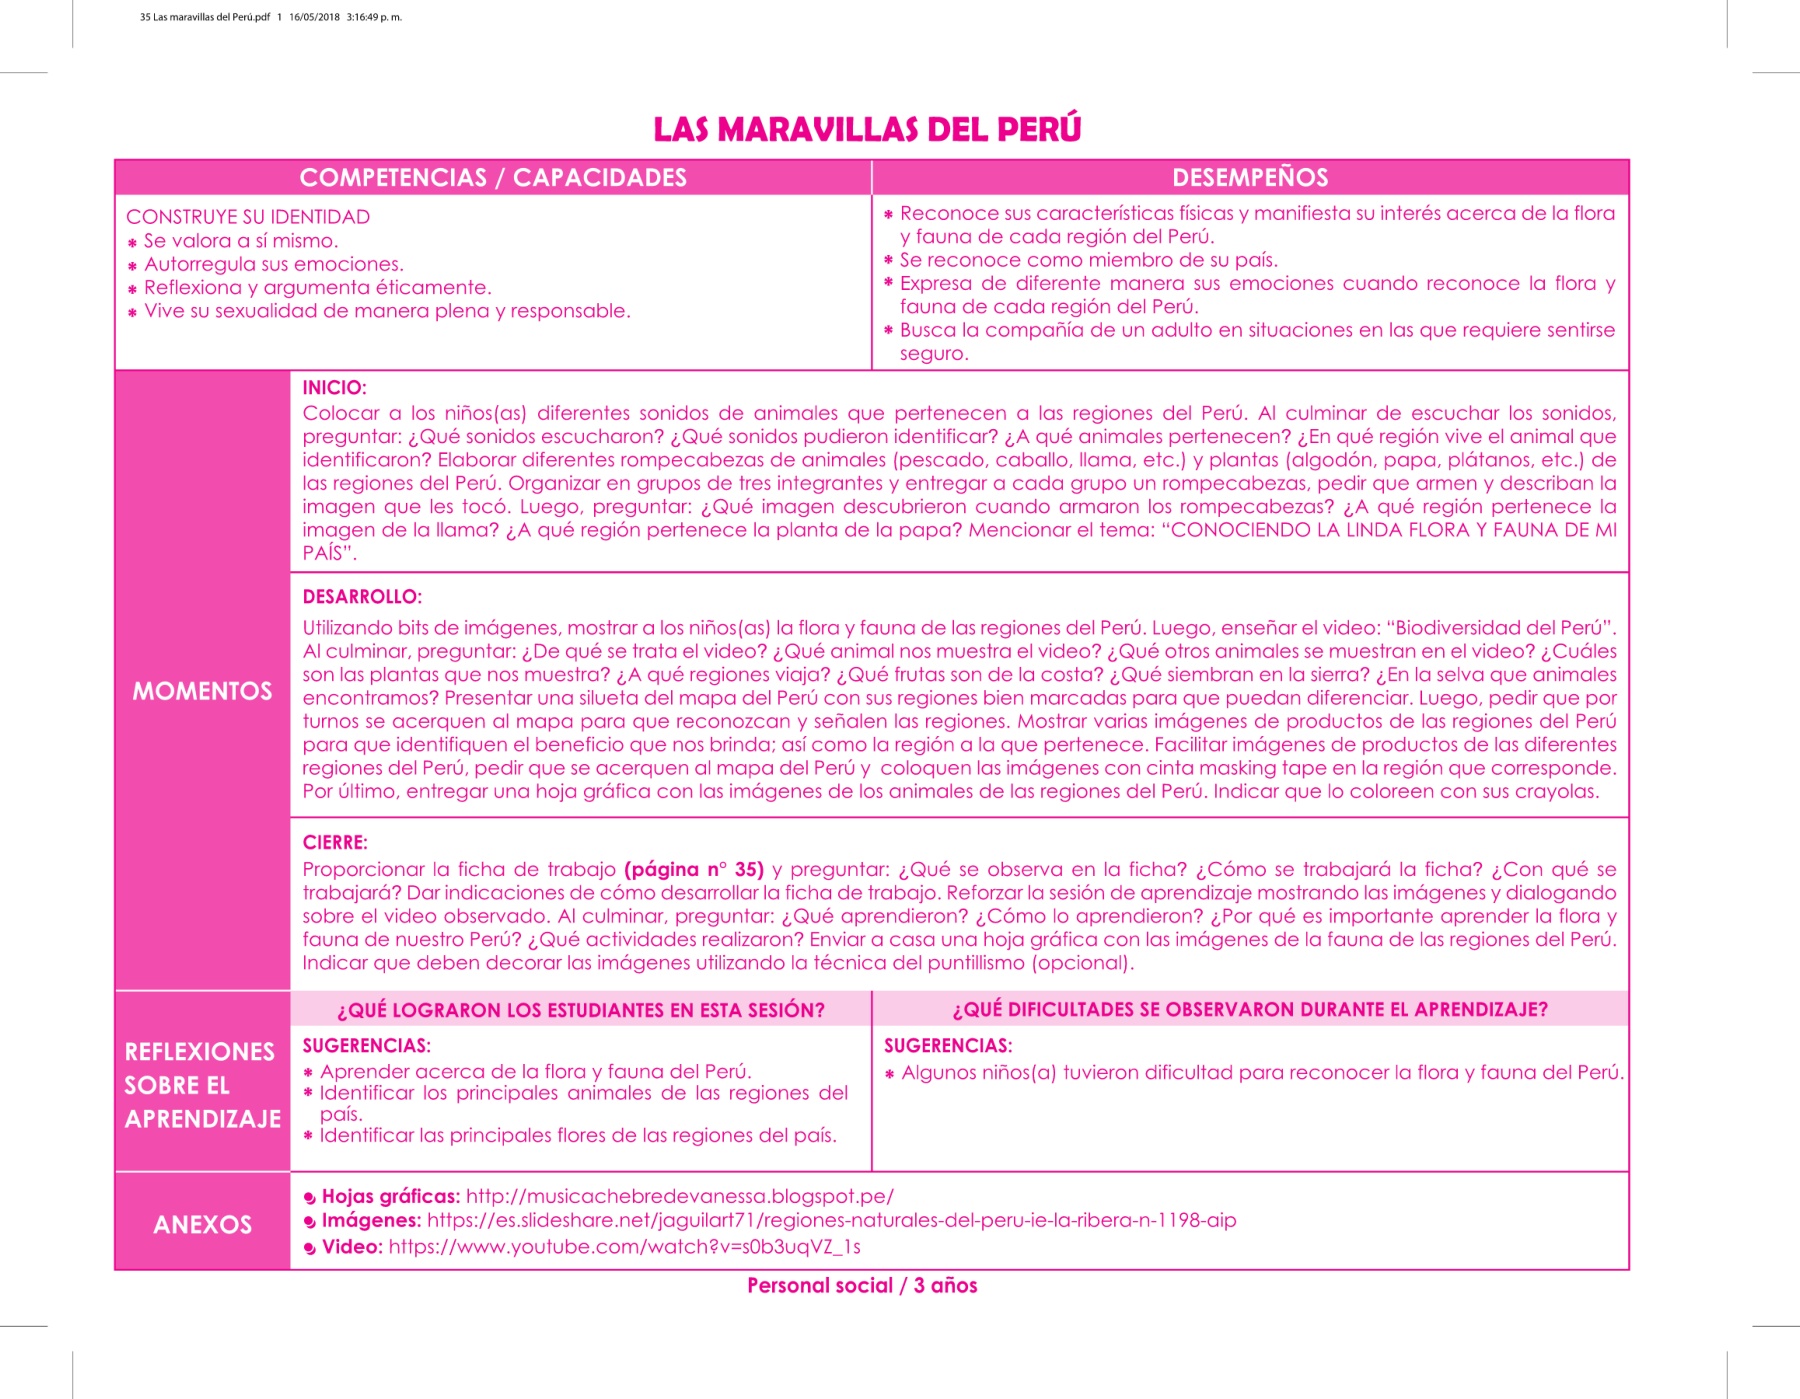 35 Las maravillas del Perú.pdf 1 16/05/2018 3:16:49 p. m.
LAS MARAVILLAS DEL PERÚ
COMPETENCIAS / CAPACIDADES
DESEMPEÑOS
CONSTRUYE SU IDENTIDAD
* Se valora a sí mismo.
* Autorregula sus emociones.
* Reflexiona y argumenta éticamente.
* Vive su sexualidad de manera plena y responsable.
* Reconoce sus características físicas y manifiesta su interés acerca de la flora
y fauna de cada región del Perú.
* Se reconoce como miembro de su país.
* Expresa de diferente manera sus emociones cuando reconoce la flora y
fauna de cada región del Perú.
* Busca la compañía de un adulto en situaciones en las que requiere sentirse
seguro.
MOMENTOS
INICIO:
Colocar a los niños(as) diferentes sonidos de animales que pertenecen a las regiones del Perú. Al culminar de escuchar los sonidos,
preguntar: ¿Qué sonidos escucharon? ¿Qué sonidos pudieron identificar? ¿A qué animales pertenecen? ¿En qué región vive el animal que
identificaron? Elaborar diferentes rompecabezas de animales (pescado, caballo, llama, etc.) y plantas (algodón, papa, plátanos, etc.) de
las regiones del Perú. Organizar en grupos de tres integrantes y entregar a cada grupo un rompecabezas, pedir que armen y describan la
imagen que les tocó. Luego, preguntar: ¿Qué imagen descubrieron cuando armaron los rompecabezas? ¿A qué región pertenece la
imagen de la llama? ¿A qué región pertenece la planta de la papa? Mencionar el tema: “CONOCIENDO LA LINDA FLORA Y FAUNA DE MI
PAÍS”.
DESARROLLO:
Utilizando bits de imágenes, mostrar a los niños(as) la flora y fauna de las regiones del Perú. Luego, enseñar el video: “Biodiversidad del Perú”.
Al culminar, preguntar: ¿De qué se trata el video? ¿Qué animal nos muestra el video? ¿Qué otros animales se muestran en el video? ¿Cuáles
son las plantas que nos muestra? ¿A qué regiones viaja? ¿Qué frutas son de la costa? ¿Qué siembran en la sierra? ¿En la selva que animales
encontramos? Presentar una silueta del mapa del Perú con sus regiones bien marcadas para que puedan diferenciar. Luego, pedir que por
turnos se acerquen al mapa para que reconozcan y señalen las regiones. Mostrar varias imágenes de productos de las regiones del Perú
para que identifiquen el beneficio que nos brinda; así como la región a la que pertenece. Facilitar imágenes de productos de las diferentes
regiones del Perú, pedir que se acerquen al mapa del Perú y coloquen las imágenes con cinta masking tape en la región que corresponde.
Por último, entregar una hoja gráfica con las imágenes de los animales de las regiones del Perú. Indicar que lo coloreen con sus crayolas.
CIERRE:
Proporcionar la ficha de trabajo (página n° 35) y preguntar: ¿Qué se observa en la ficha? ¿Cómo se trabajará la ficha? ¿Con qué se
trabajará? Dar indicaciones de cómo desarrollar la ficha de trabajo. Reforzar la sesión de aprendizaje mostrando las imágenes y dialogando
sobre el video observado. Al culminar, preguntar: ¿Qué aprendieron? ¿Cómo lo aprendieron? ¿Por qué es importante aprender la flora y
fauna de nuestro Perú? ¿Qué actividades realizaron? Enviar a casa una hoja gráfica con las imágenes de la fauna de las regiones del Perú.
Indicar que deben decorar las imágenes utilizando la técnica del puntillismo (opcional).
REFLEXIONES
SOBRE EL
APRENDIZAJE
¿QUÉ LOGRARON LOS ESTUDIANTES EN ESTA SESIÓN?
SUGERENCIAS:
* Aprender acerca de la flora y fauna del Perú.
* Identificar los principales animales de las regiones del
país.
* Identificar las principales flores de las regiones del país.
¿QUÉ DIFICULTADES SE OBSERVARON DURANTE EL APRENDIZAJE?
SUGERENCIAS:
* Algunos niños(a) tuvieron dificultad para reconocer la flora y fauna del Perú.
ANEXOS
Hojas gráficas: http://musicachebredevanessa.blogspot.pe/
Imágenes: https://es.slideshare.net/jaguilart71/regiones-naturales-del-peru-ie-la-ribera-n-1198-aip
Video: https://www.youtube.com/watch?v=s0b3uqVZ_1s
Personal social / 3 años